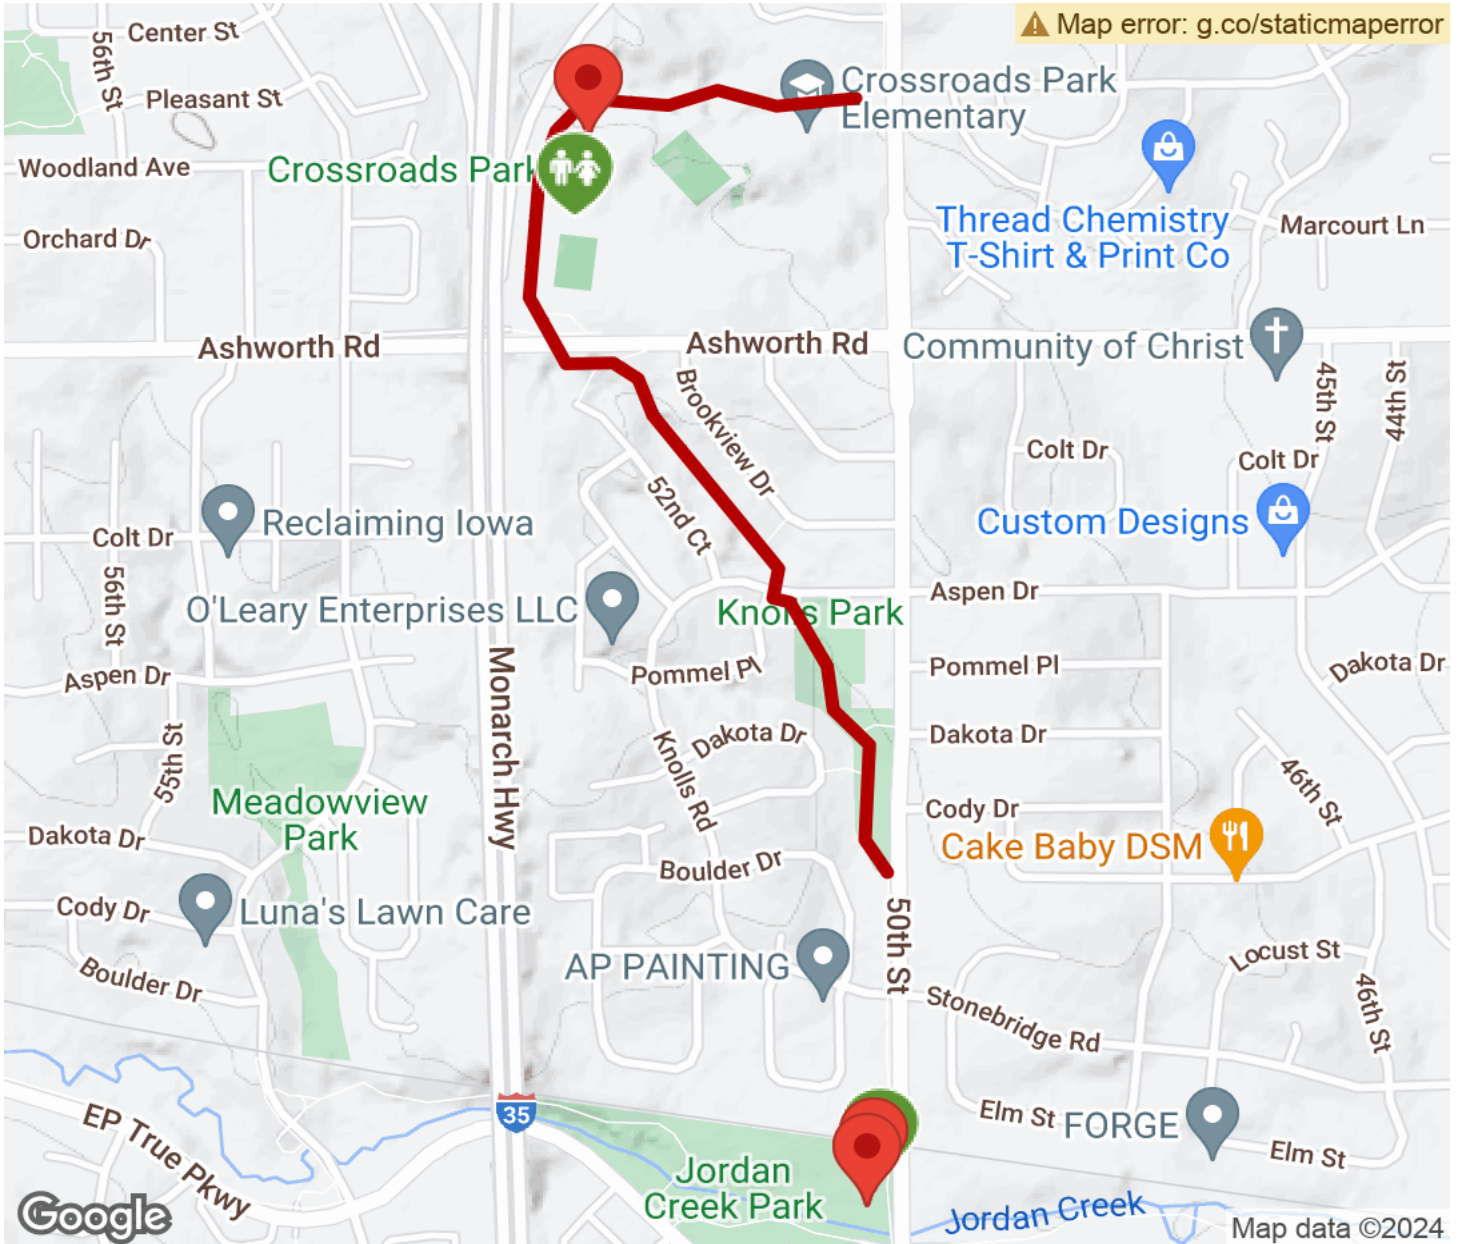 Map error: g.co/staticmaperror
Center St
56th St
Pleasant St
Crossroads Park
Elementary
Woodland Ave
Crossroads Park
Thread Chemistry
T-Shirt & Print Co
Marcourt Ln
Orchard Dr
Ashworth Rd
Ashworth Rd
Community of Christ
Brookview Dr
45th St
44th St
Colt Dr
Colt Dr
52nd Ct
Reclaiming Iowa
Custom Designs
Colt Dr
56th St
O'Leary Enterprises LLC
Knolls Park
Aspen Dr
Aspen Dr
Pommel Pl
Pommel Pl
Dakota Dr
Monarch Hwy
55th St
Knolls Rd
Dakota Dr
Dakota Dr
46th St
Meadowview
Park
Cody Dr
Dakota Dr
Cake Baby DSM
Boulder Dr
Cody Dr
Luna's Lawn Care
50th St
AP PAINTING
Locust St
Boulder Dr
Stonebridge Rd
46th St
35
EP True Pkwy
Elm St
FORGE
Elm St
Jordan
Creek Park
Jordan Creek
Google
Map data ©2024